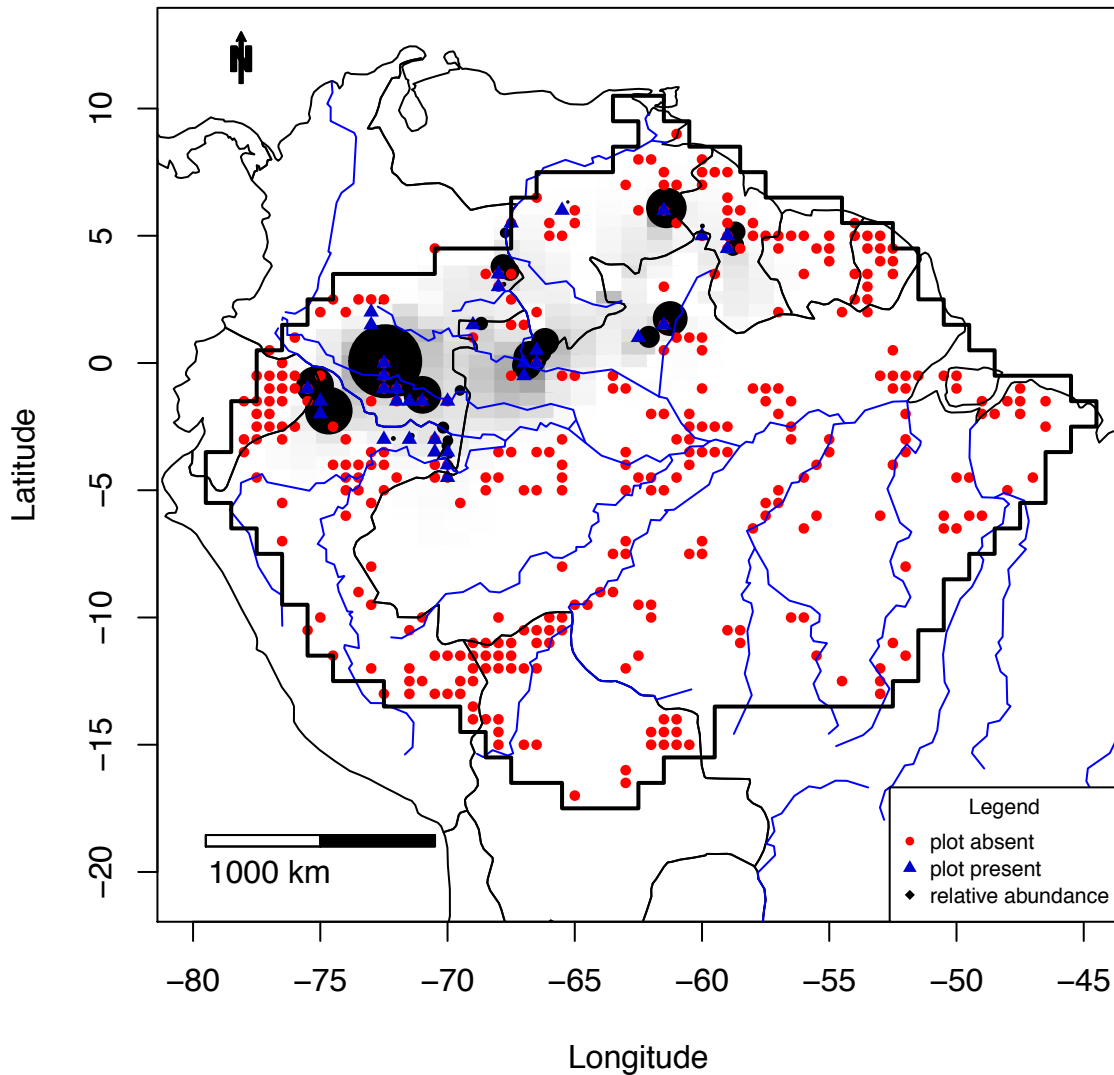 N
10
5
0
−5
−10
−15
−20
Latitude
1000 km
Legend
plot absent
plot present
relative abundance
−80
−75
−70
−65
−60
−55
−50
−45
Longitude